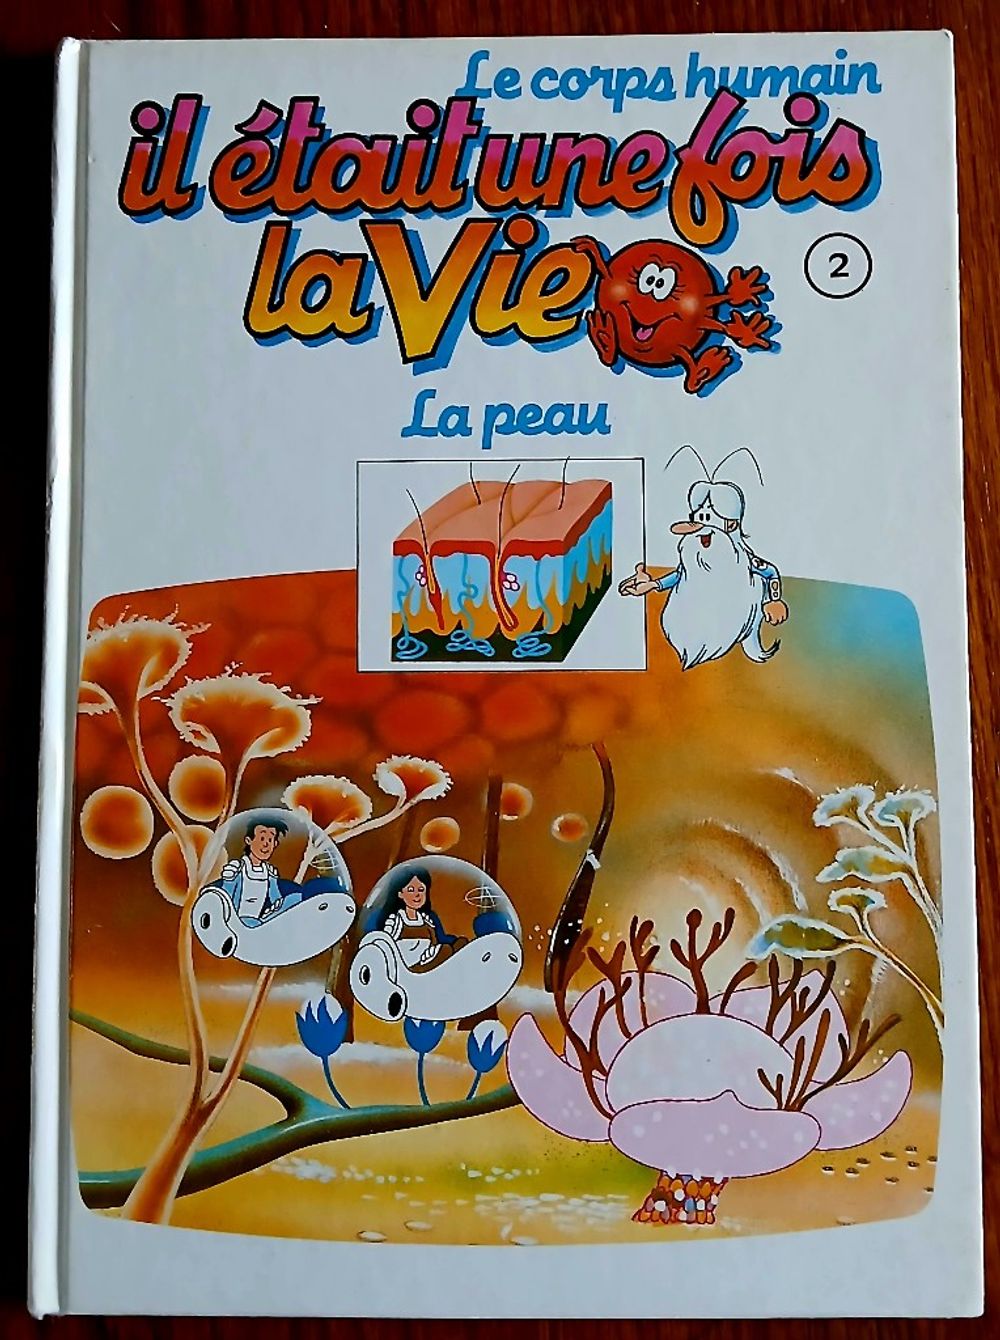 Le corps humain
il était une fois
la Vie
2
La peau